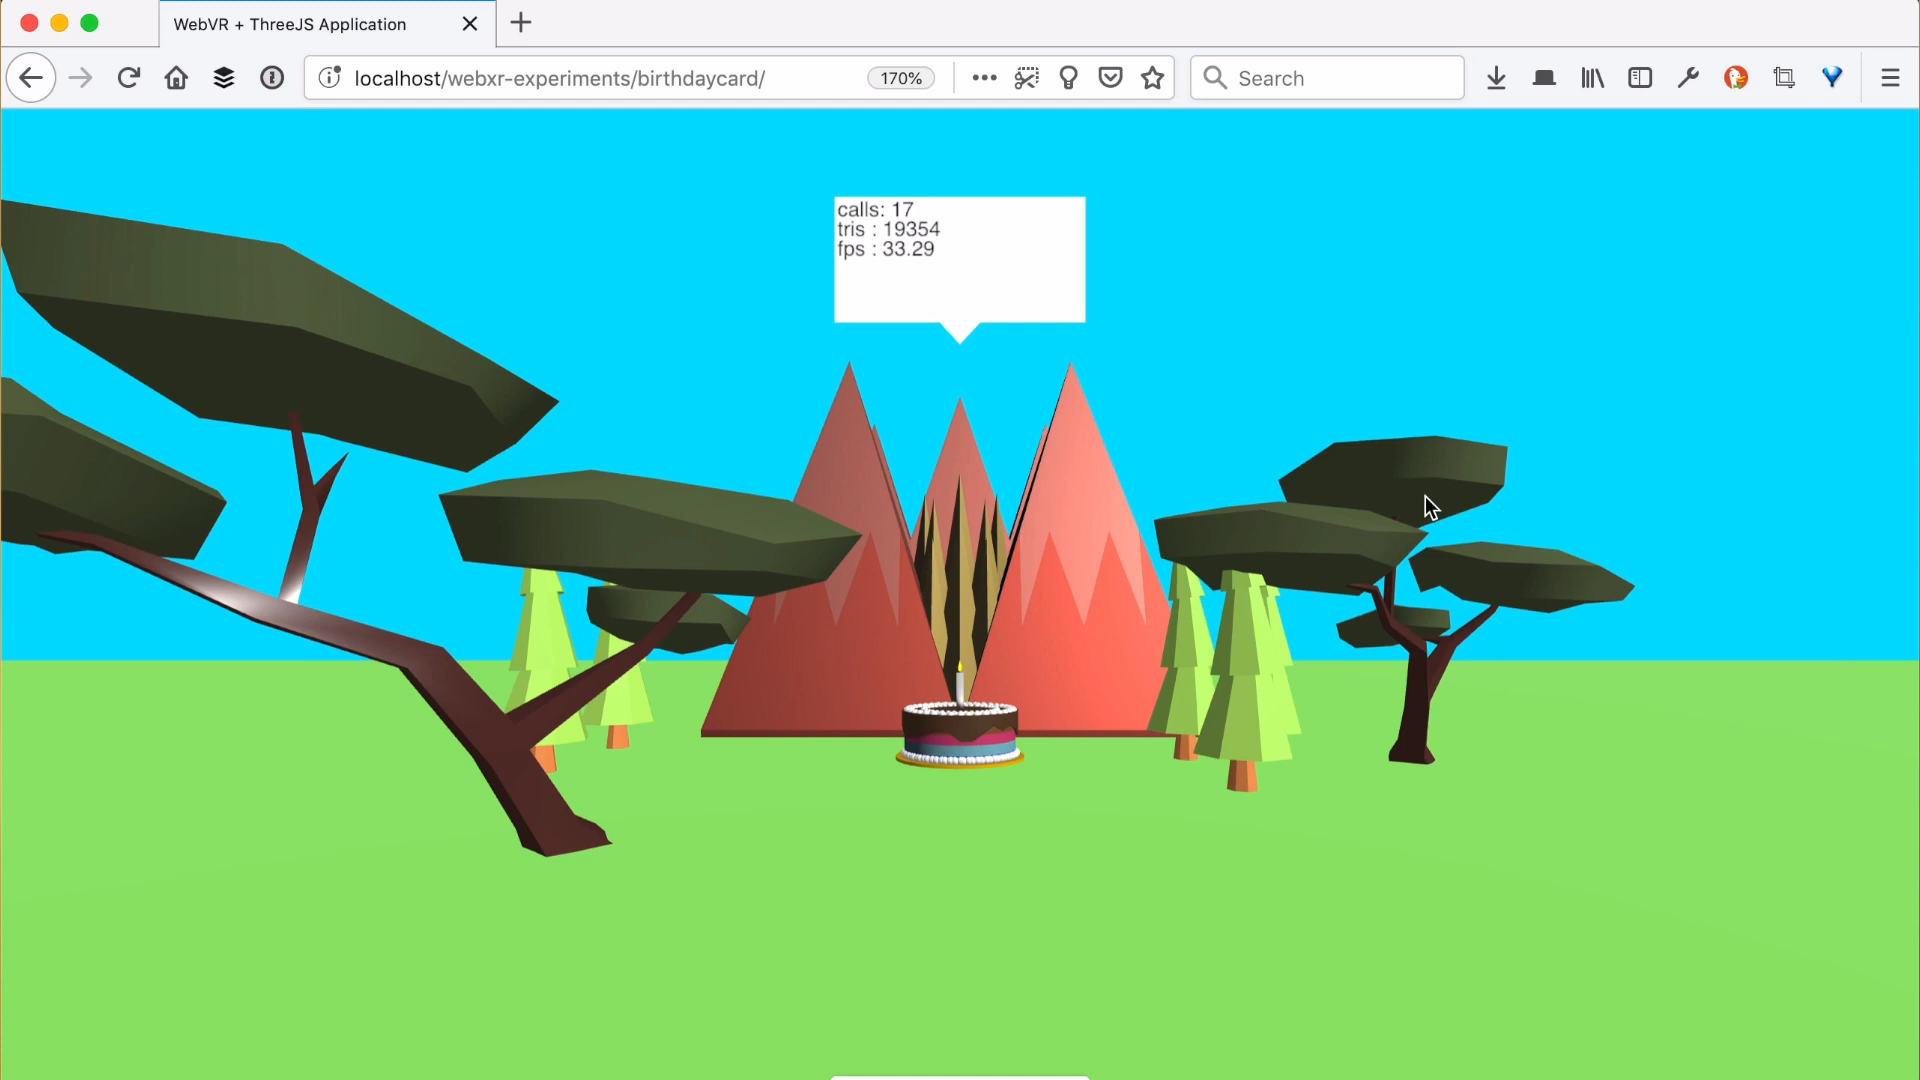 WebVR + ThreeJS Application
localhost/webxr-experiments/birthdaycard/
170%
Search
calls: 17
tris : 19354
fps : 33.29